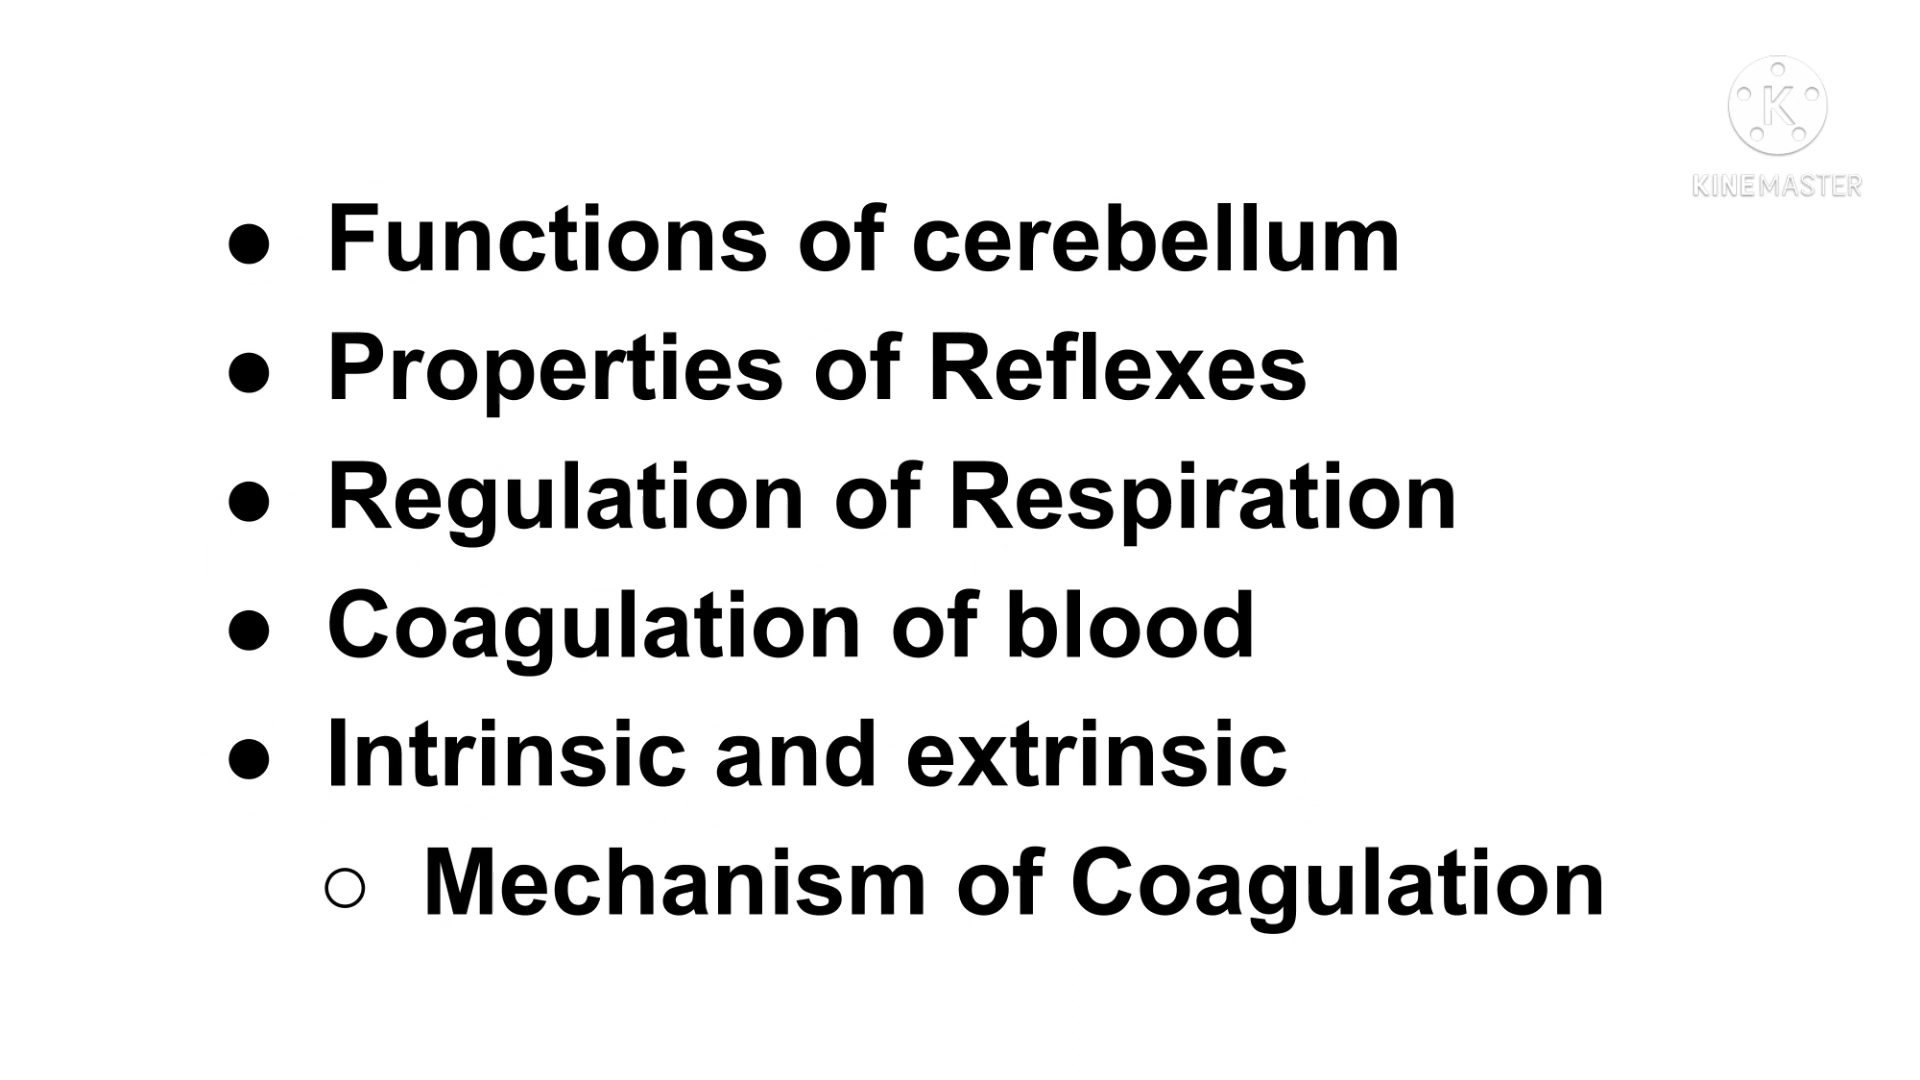 KINEMASTER
● Functions of cerebellum
● Properties of Reflexes
● Regulation of Respiration
● Coagulation of blood
● Intrinsic and extrinsic
○ Mechanism of Coagulation